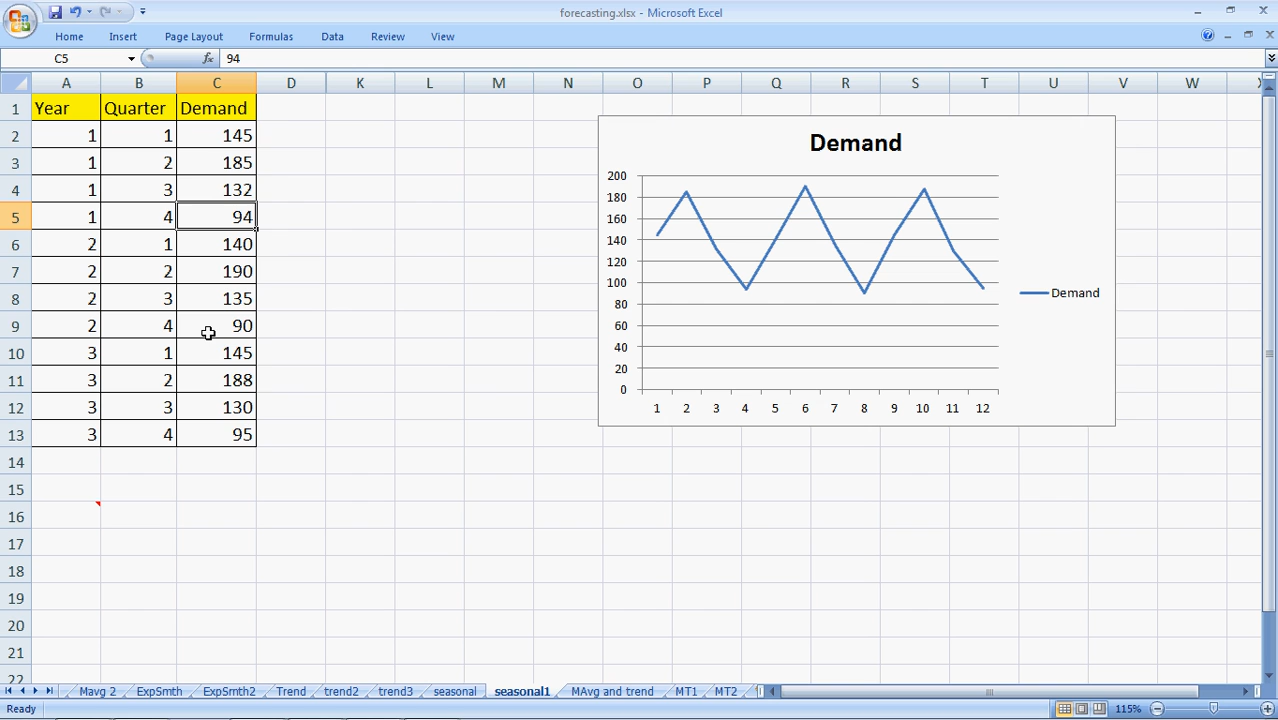 forecasting.xlsx - Microsoft Excel
Home Insert Page Layout Formulas Data Review View
C5 fx 94
A B C D K L M N O P Q R S T U V W
1 Year Quarter Demand
2 1 1 145
3 1 2 185
4 1 3 132
5 1 4 94
6 2 1 140
7 2 2 190
8 2 3 135
9 2 4 90
10 3 1 145
11 3 2 188
12 3 3 130
13 3 4 95
14
15
16
17
18
19
20
21
22
Demand
200
180
160
140
120
100
80
60
40
20
0
1 2 3 4 5 6 7 8 9 10 11 12
Demand
Mavg 2 ExpSmth ExpSmth2 Trend trend2 trend3 seasonal seasonal1 MAvg and trend MT1 MT2
Ready 115%